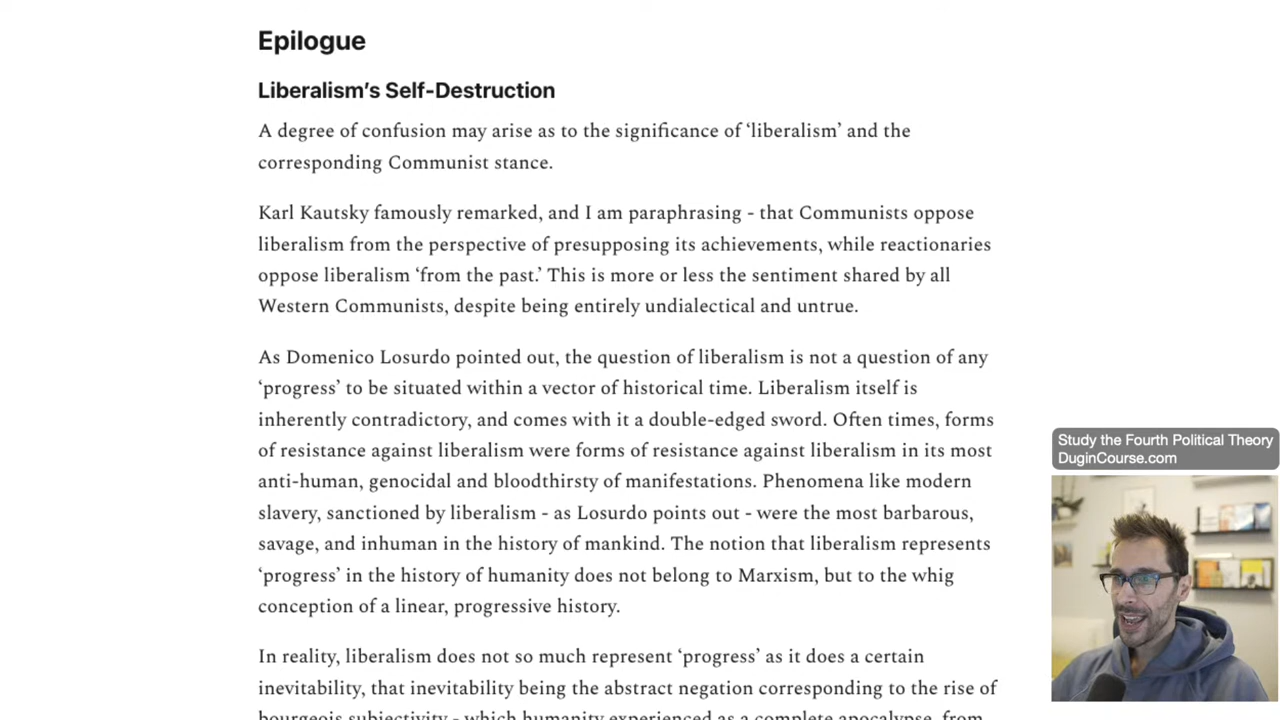 Epilogue
Liberalism’s Self-Destruction
A degree of confusion may arise as to the significance of ‘liberalism’ and the
corresponding Communist stance.
Karl Kautsky famously remarked, and I am paraphrasing - that Communists oppose
liberalism from the perspective of presupposing its achievements, while reactionaries
oppose liberalism ‘from the past.’ This is more or less the sentiment shared by all
Western Communists, despite being entirely undialectical and untrue.
As Domenico Losurdo pointed out, the question of liberalism is not a question of any
‘progress’ to be situated within a vector of historical time. Liberalism itself is
inherently contradictory, and comes with it a double-edged sword. Often times, forms
of resistance against liberalism were forms of resistance against liberalism in its most
anti-human, genocidal and bloodthirsty of manifestations. Phenomena like modern
slavery, sanctioned by liberalism - as Losurdo points out - were the most barbarous,
savage, and inhuman in the history of mankind. The notion that liberalism represents
‘progress’ in the history of humanity does not belong to Marxism, but to the whig
conception of a linear, progressive history.
In reality, liberalism does not so much represent ‘progress’ as it does a certain
inevitability, that inevitability being the abstract negation corresponding to the rise of
bourgeois subjectivity - which humanity experienced as a complete apocalypse, from
Study the Fourth Political Theory
DuginCourse.com